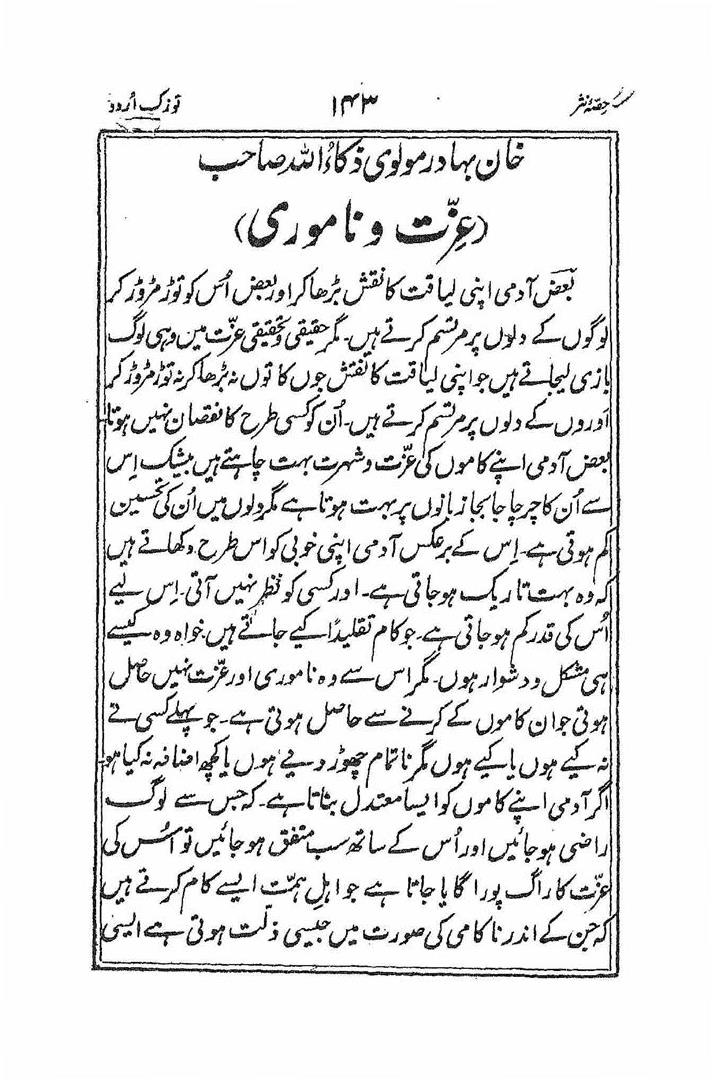 حصّۂ نثر ۱۴۳ توزک اُردو
خان بہادر مولوی ذکاءُ اللہ صاحب
(عزّت و ناموری)
بعض آدمی اپنی لیاقت کا نقش بڑھا کر اور بعض اُس کو توڑ مڑوڑ کر
لوگوں کے دلوں پر مرتسم کرتے ہیں۔ مگر حقیقی و تحقیقی عزّت میں وہی لوگ
بازی لیجاتے ہیں جو اپنی لیاقت کا نقش جوں کا توں نہ بڑھا کر نہ توڑ مڑوڑ کر
اَوروں کے دلوں پر مرتسم کرتے ہیں۔ اُن کو کسی طرح کا نقصان نہیں ہوتا
بعض آدمی اپنے کاموں کی عزّت و شہرت بہت چاہتے ہیں بیشک اِس
سے اُن کا چرچا جابجا زبانوں پر بہت ہوتا ہے مگر دلوں میں اُن کی تحسین
کم ہوتی ہے۔ اِس کے برعکس آدمی اپنی خوبی کو اس طرح دکھاتے ہیں
کہ وہ بہت تاریک ہو جاتی ہے۔ اور کسی کو نظر نہیں آتی۔ اِس لیے
اُس کی قدر کم ہو جاتی ہے۔ جو کام تقلیدًا کیے جاتے ہیں۔ خواہ وہ کیسے
ہی مشکل و دشوار ہوں۔ مگر اس سے وہ ناموری اور عزّت نہیں حاصل
ہوتی جو ان کاموں کے کرنے سے حاصل ہوتی ہے۔ جو پہلے کسی نے
نہ کیے ہوں یا کیے ہوں مگر ناتمام چھوڑ دیے ہوں یا کچھ اضافہ نہ کیا ہو
اگر آدمی اپنے کاموں کو ایسا معتدل بناتا ہے۔ کہ جس سے لوگ
راضی ہو جائیں اور اُس کے ساتھ سب متفق ہو جائیں تو اُس کی
عزّت کا راگ پورا گایا جاتا ہے جو اہلِ ہمّت ایسے کام کرتے ہیں
کہ جن کے اندر ناکامی کی صورت میں جیسی ذلّت ہوتی ہے ایسی